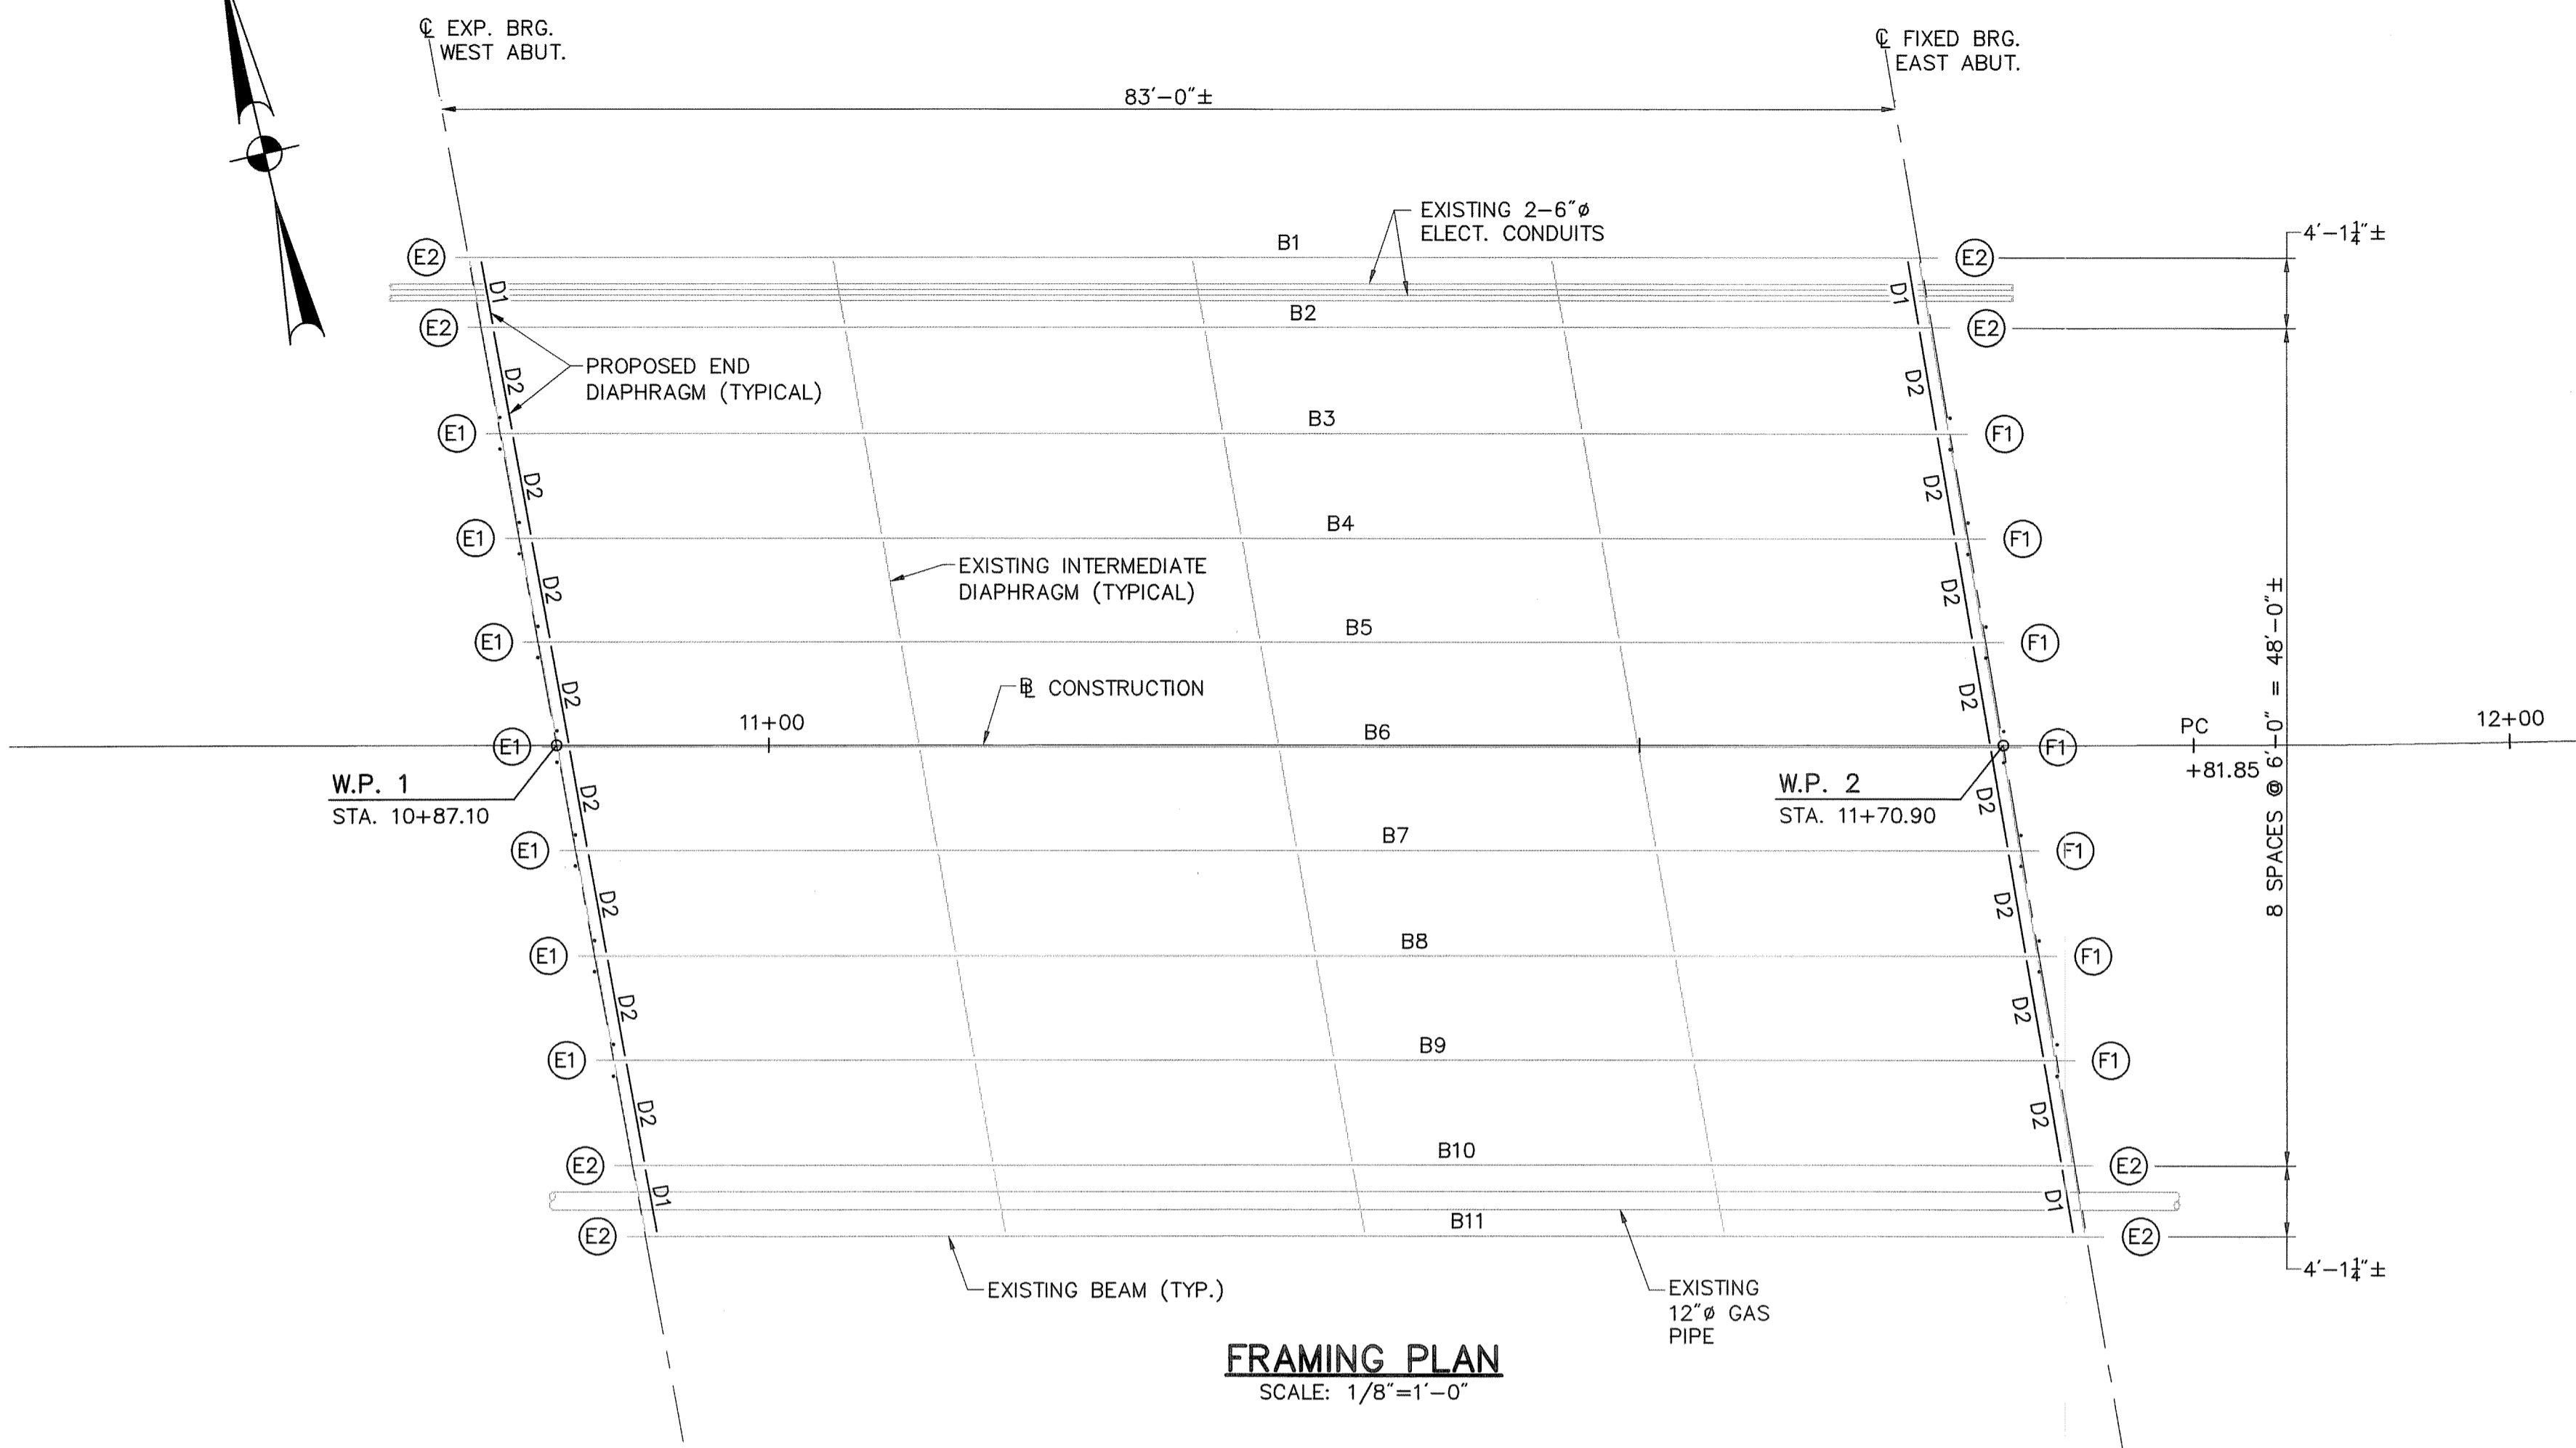 ℄ EXP. BRG.
WEST ABUT.
℄ FIXED BRG.
EAST ABUT.
83'-0"±
EXISTING 2-6"ø
ELECT. CONDUITS
4'-1¼"±
E2 B1 E2
D1 D1
E2 B2 E2
PROPOSED END
DIAPHRAGM (TYPICAL)
D2 D2
E1 B3 F1
D2 D2
E1 B4 F1
EXISTING INTERMEDIATE
DIAPHRAGM (TYPICAL)
D2 D2
E1 B5 F1
8 SPACES @ 6'-0" = 48'-0"±
D2 D2
BL CONSTRUCTION
11+00
PC
12+00
E1 B6 F1
+81.85
W.P. 1
STA. 10+87.10
W.P. 2
STA. 11+70.90
D2 D2
E1 B7 F1
D2 D2
E1 B8 F1
D2 D2
E1 B9 F1
D2 D2
E2 B10 E2
D1 D1
E2 B11 E2
4'-1¼"±
EXISTING BEAM (TYP.)
EXISTING
12"ø GAS
PIPE
FRAMING PLAN
SCALE: 1/8"=1'-0"